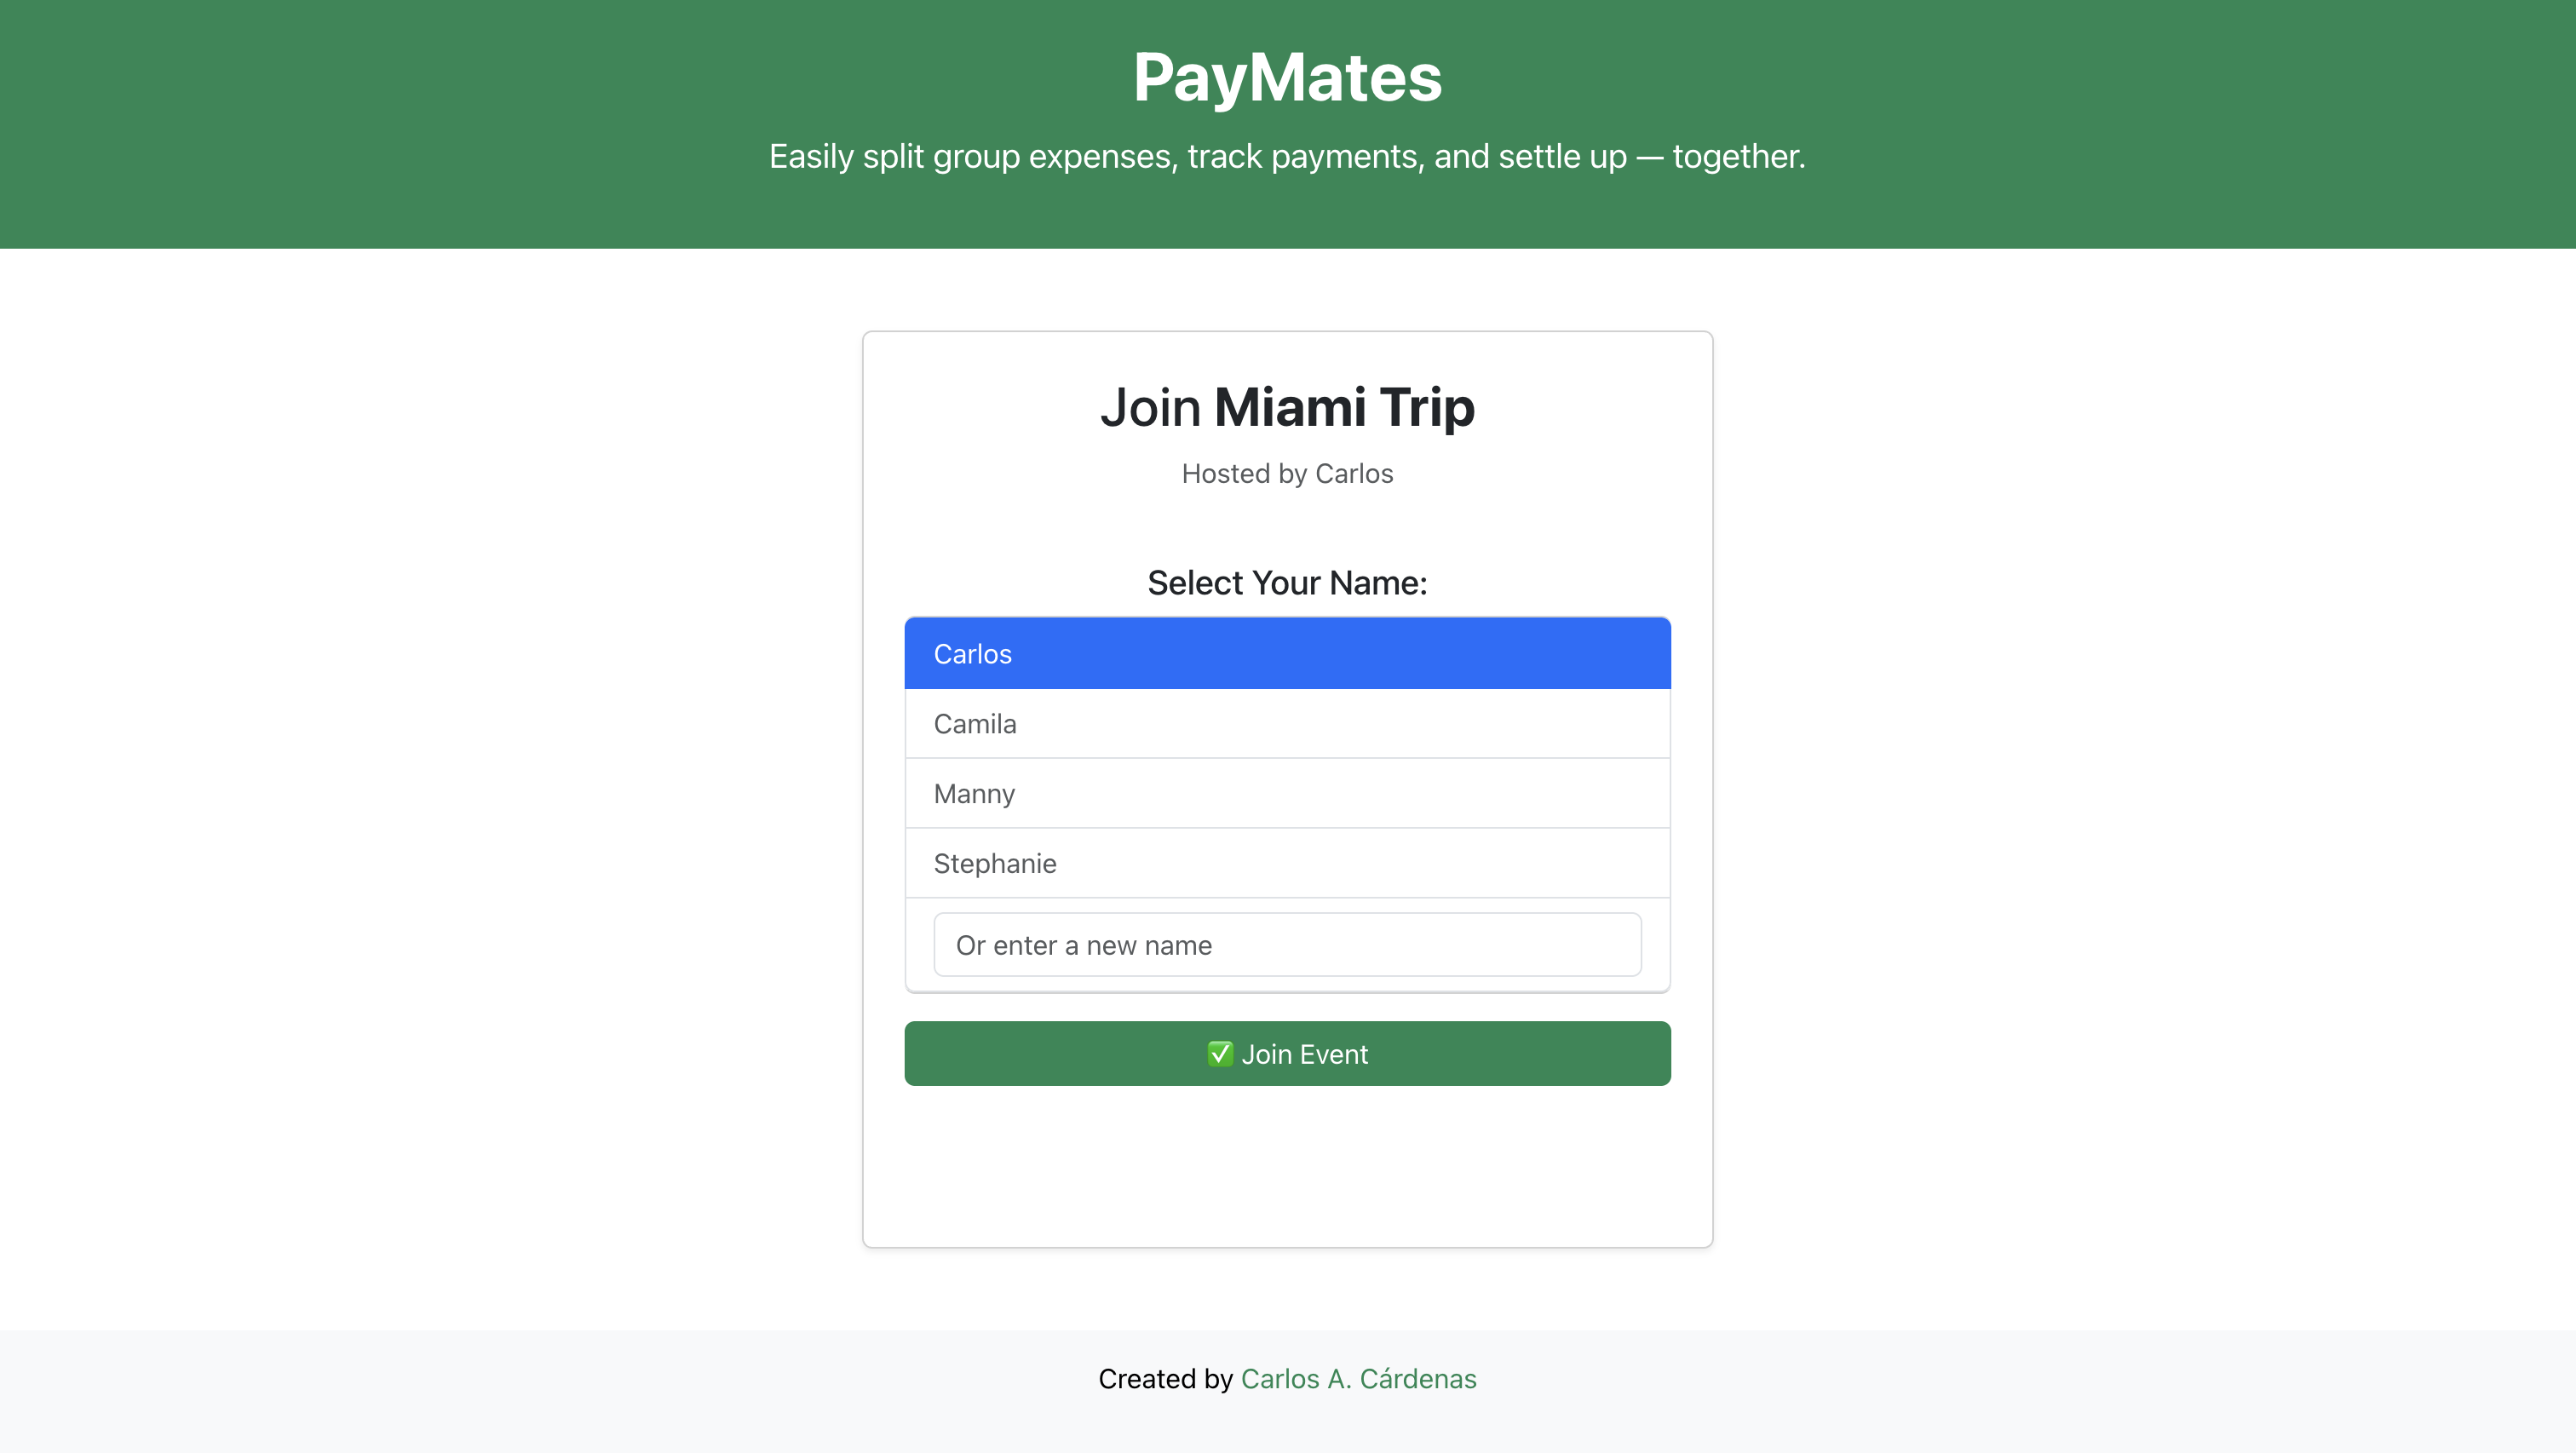 PayMates
Easily split group expenses, track payments, and settle up — together.
Join Miami Trip
Hosted by Carlos
Select Your Name:
Carlos
Camila
Manny
Stephanie
Or enter a new name
✅ Join Event
Created by Carlos A. Cárdenas